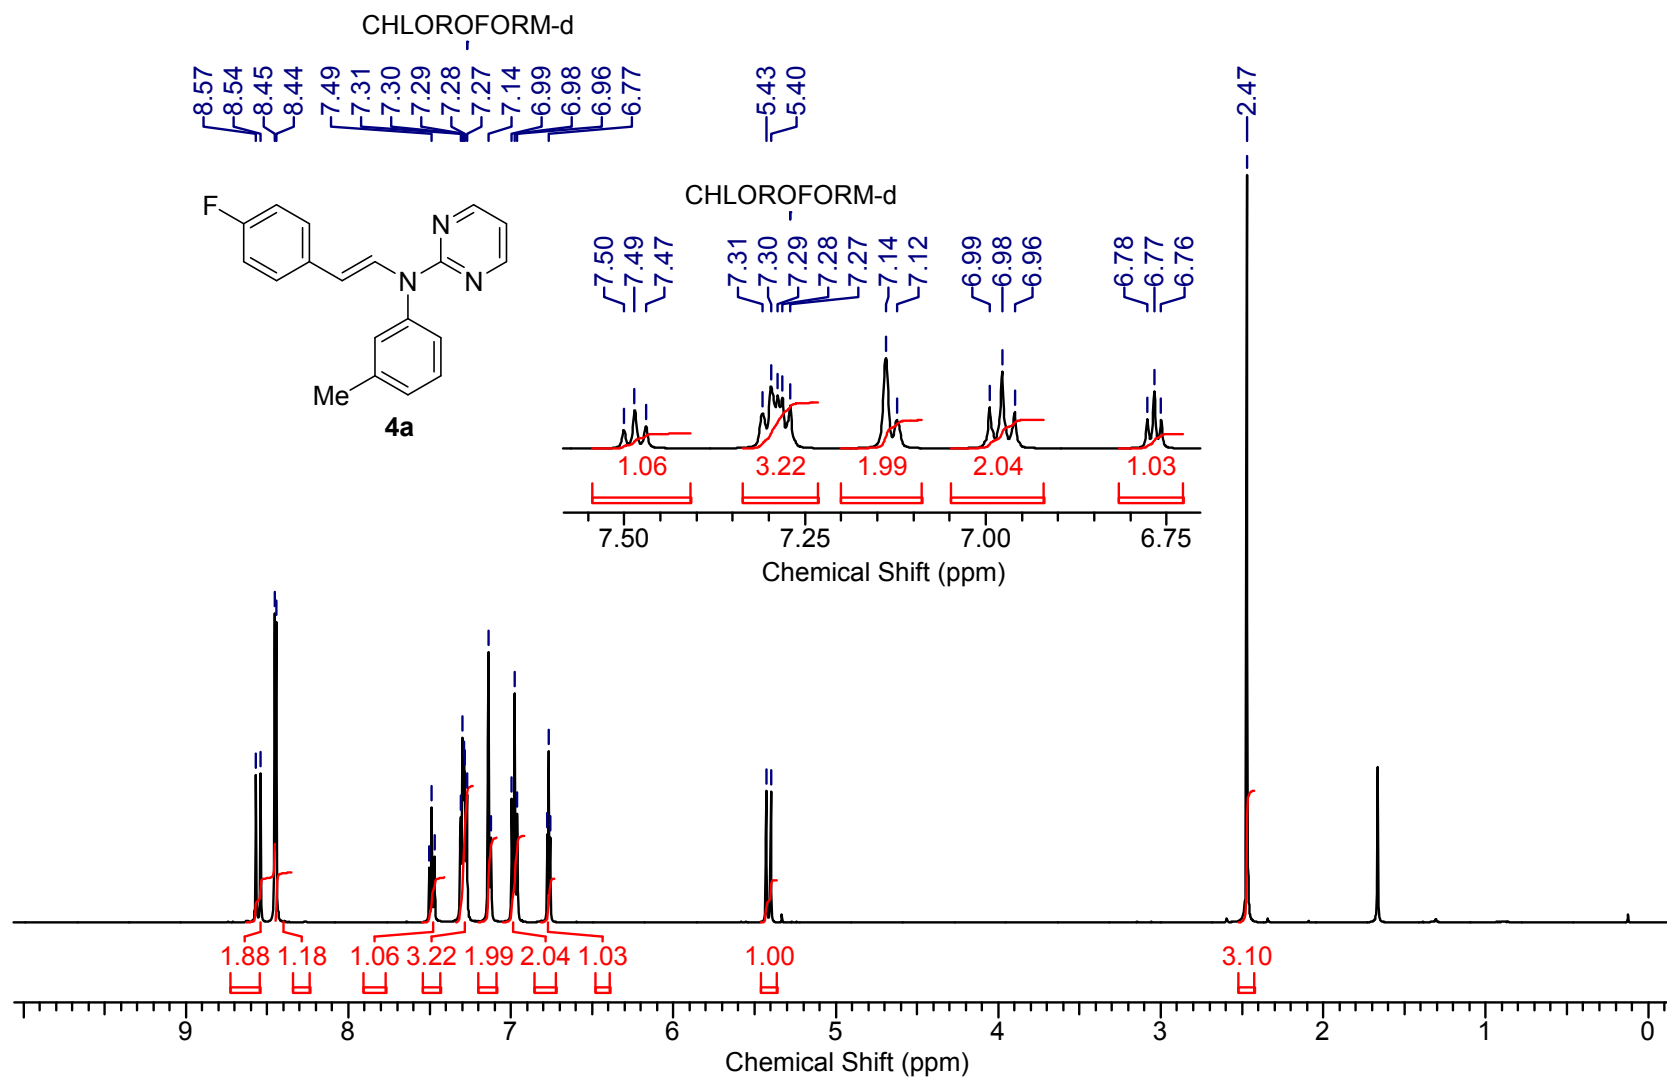 CHLOROFORM-d
8.57 8.54 8.45 8.44 7.49 7.31 7.30 7.29 7.28 7.27 7.14 6.99 6.98 6.96 6.77 5.43 5.40 2.47
CHLOROFORM-d
7.50 7.49 7.47 7.31 7.30 7.29 7.28 7.27 7.14 7.12 6.99 6.98 6.96 6.78 6.77 6.76
F
N
N
N
Me
4a
1.06 3.22 1.99 2.04 1.03
7.50 7.25 7.00 6.75
Chemical Shift (ppm)
1.88 1.18 1.06 3.22 1.99 2.04 1.03 1.00 3.10
9 8 7 6 5 4 3 2 1 0
Chemical Shift (ppm)